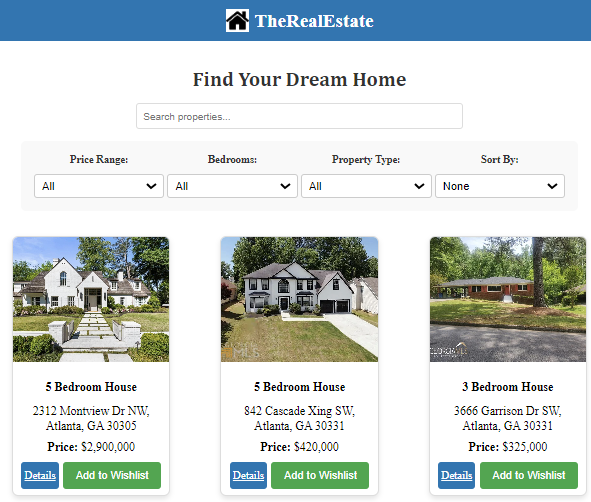 TheRealEstate
Find Your Dream Home
Search properties...
Price Range: Bedrooms: Property Type: Sort By:
All All All None
5 Bedroom House
2312 Montview Dr NW,
Atlanta, GA 30305
Price: $2,900,000
Details Add to Wishlist
MLS
5 Bedroom House
842 Cascade Xing SW,
Atlanta, GA 30331
Price: $420,000
Details Add to Wishlist
3 Bedroom House
3666 Garrison Dr SW,
Atlanta, GA 30331
Price: $325,000
Details Add to Wishlist